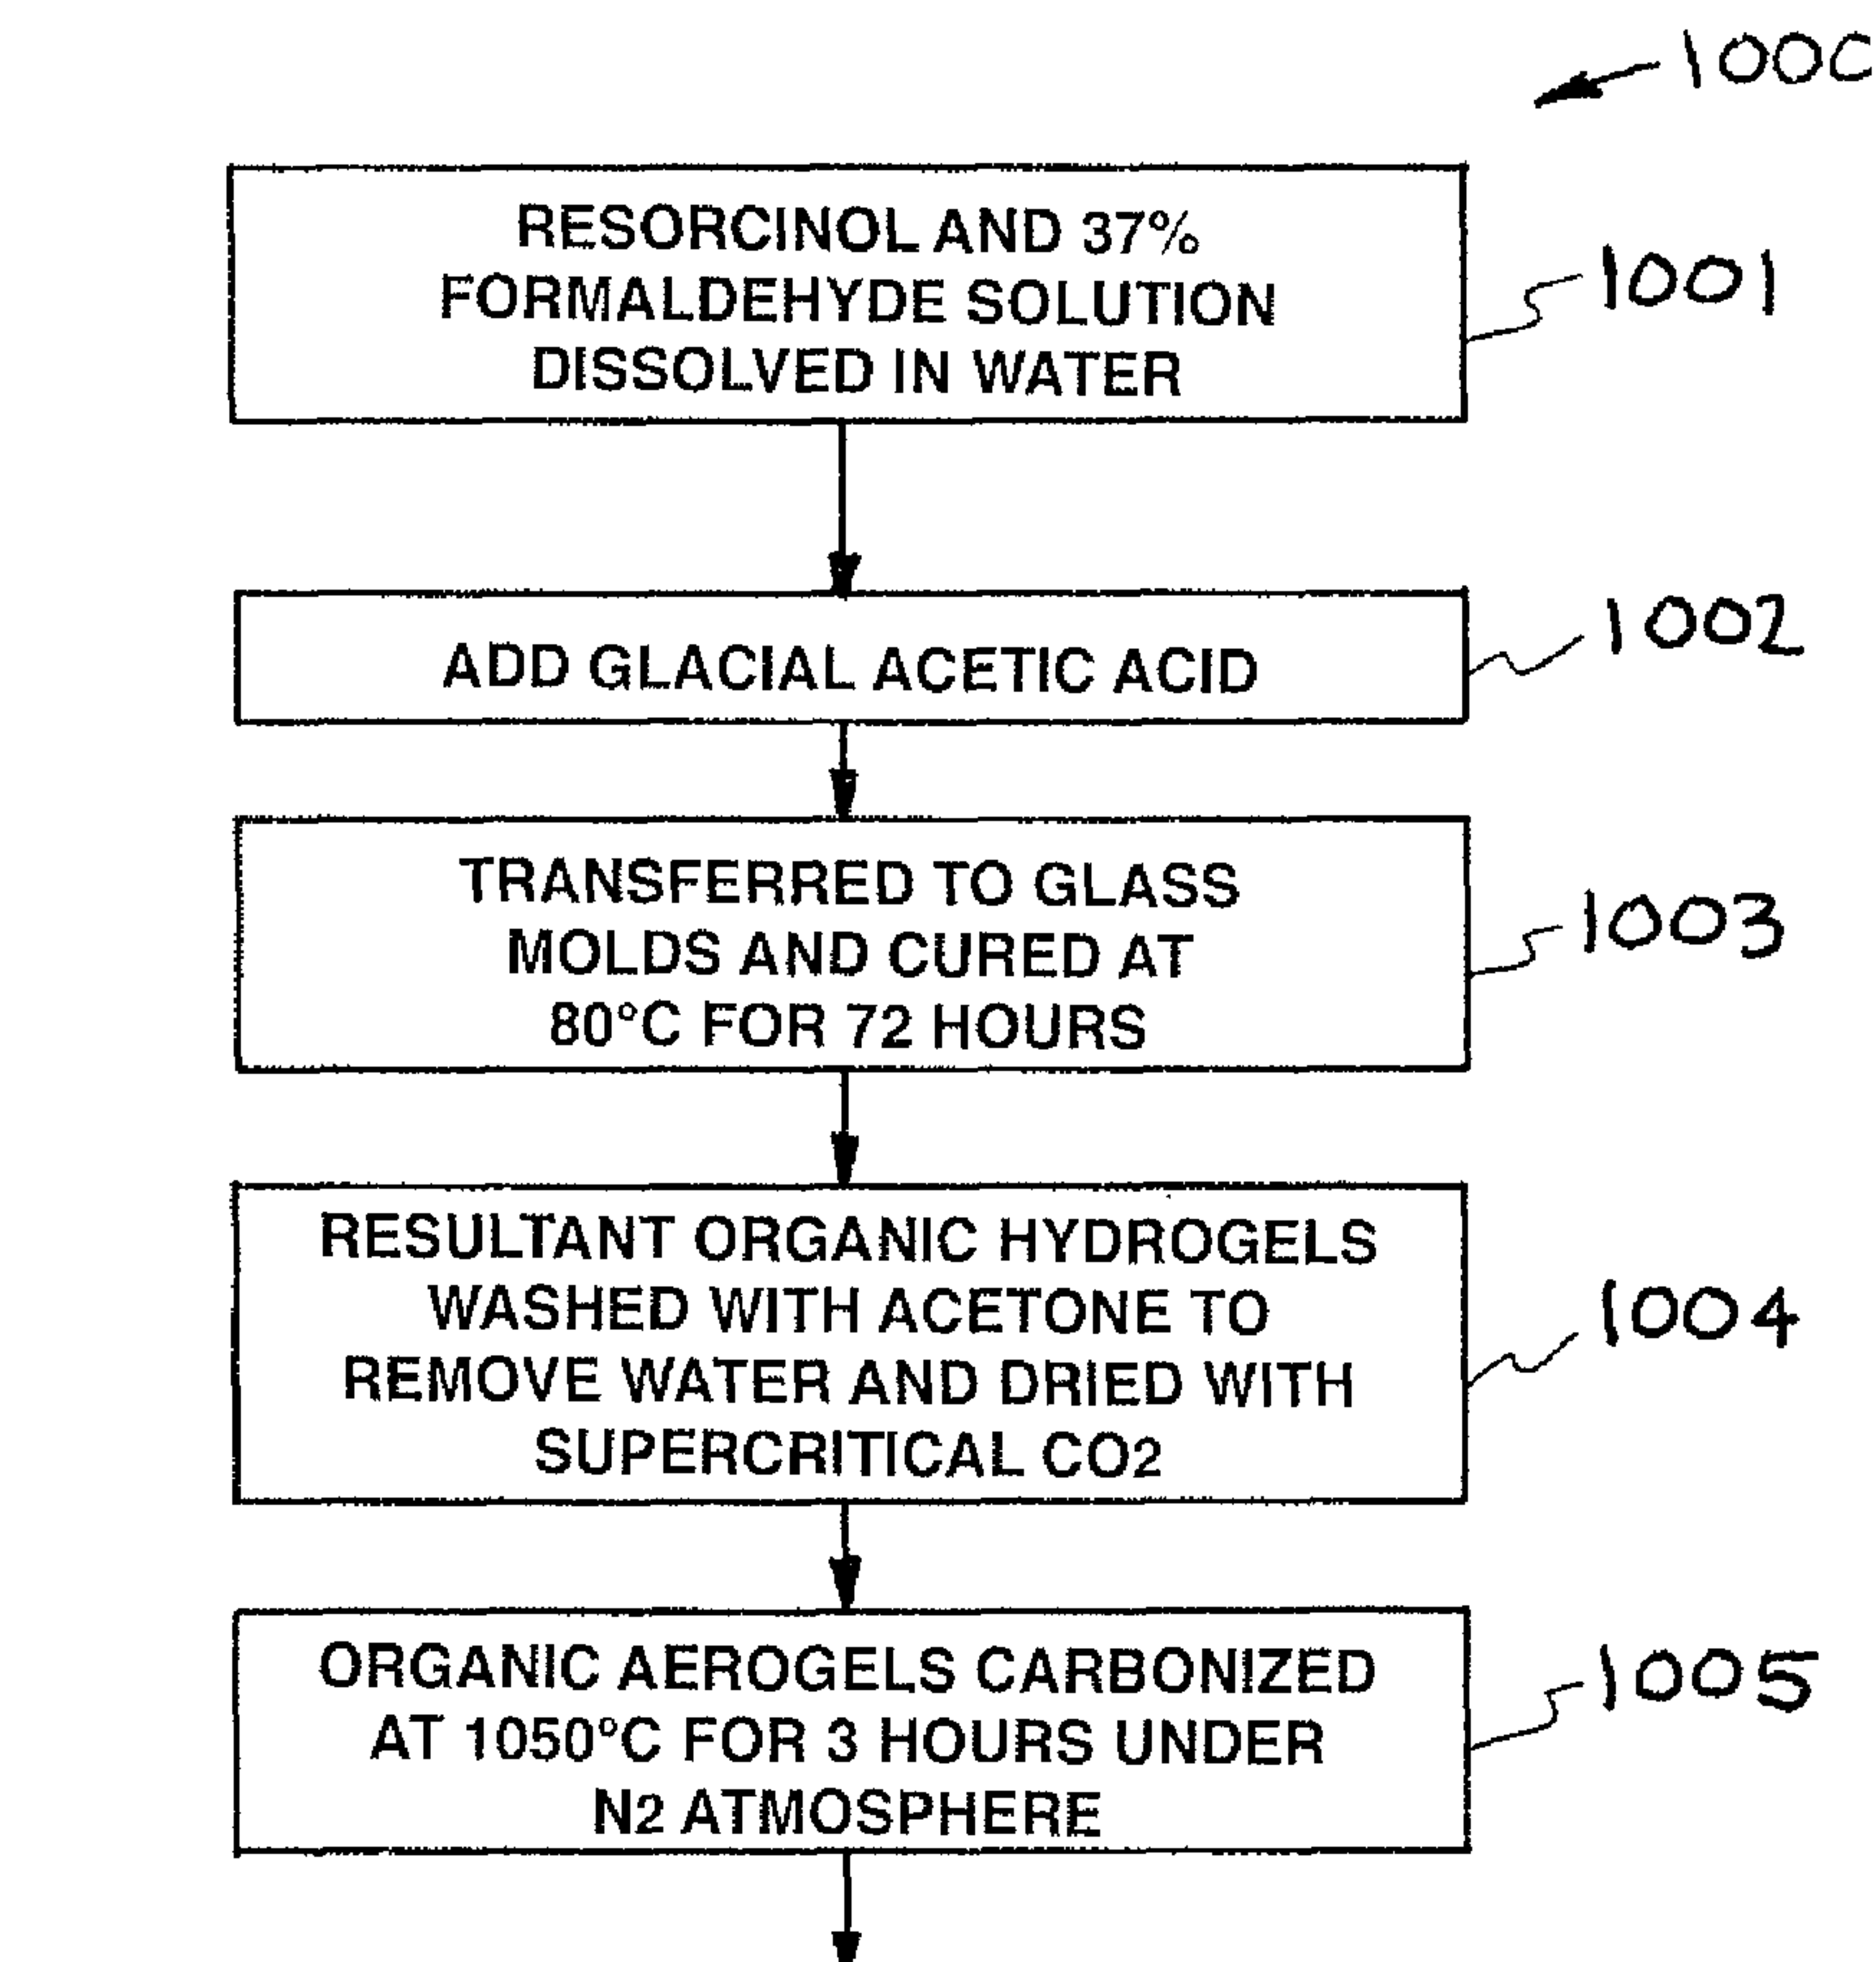 1000
RESORCINOL AND 37%
FORMALDEHYDE SOLUTION
DISSOLVED IN WATER
1001
ADD GLACIAL ACETIC ACID
1002
TRANSFERRED TO GLASS
MOLDS AND CURED AT
80°C FOR 72 HOURS
1003
RESULTANT ORGANIC HYDROGELS
WASHED WITH ACETONE TO
REMOVE WATER AND DRIED WITH
SUPERCRITICAL CO2
1004
ORGANIC AEROGELS CARBONIZED
AT 1050°C FOR 3 HOURS UNDER
N2 ATMOSPHERE
1005